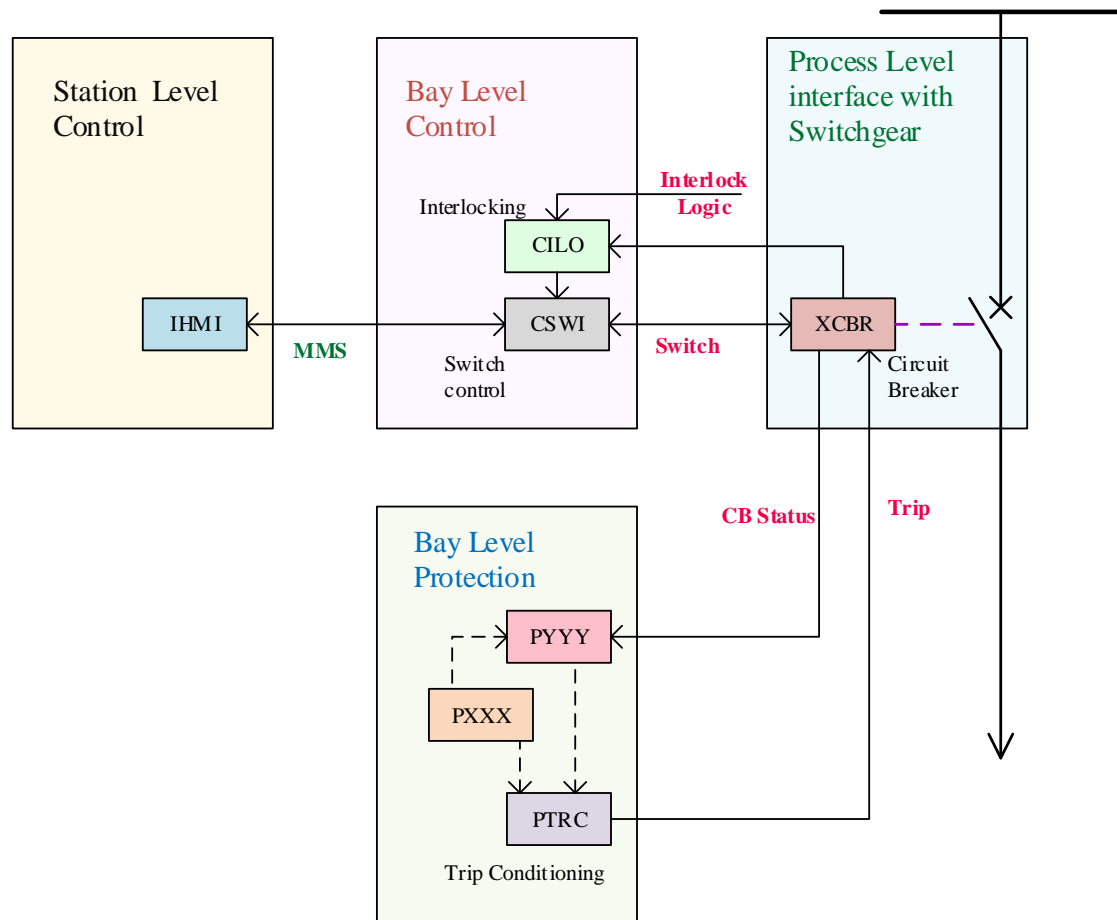 Station Level
Control
Bay Level
Control
Process Level
interface with
Switchgear
Interlock
Logic
Interlocking
CILO
IHMI
CSWI
XCBR
MMS
Switch
Switch
control
Circuit
Breaker
CB Status
Trip
Bay Level
Protection
PYYY
PXXX
PTRC
Trip Conditioning